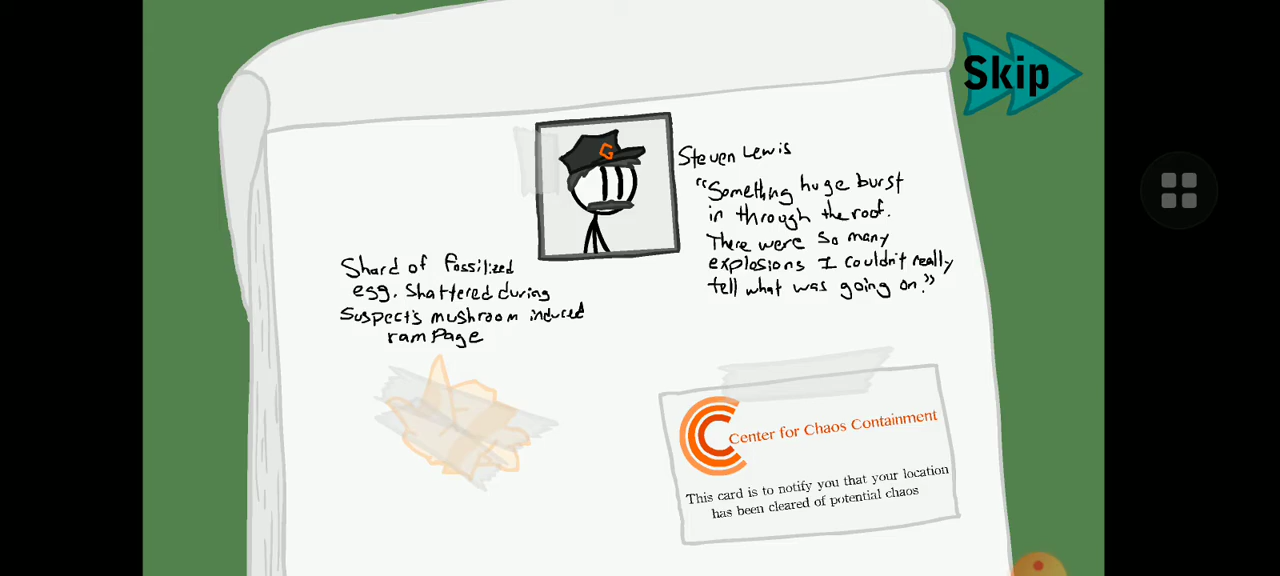 Skip
G
Steven Lewis
"Something huge burst
in through the roof.
There were so many
explosions I couldn't really
tell what was going on."
Shard of fossilized
egg. Shattered during
suspect's mushroom induced
rampage
Center for Chaos Containment
This card is to notify you that your location
has been cleared of potential chaos